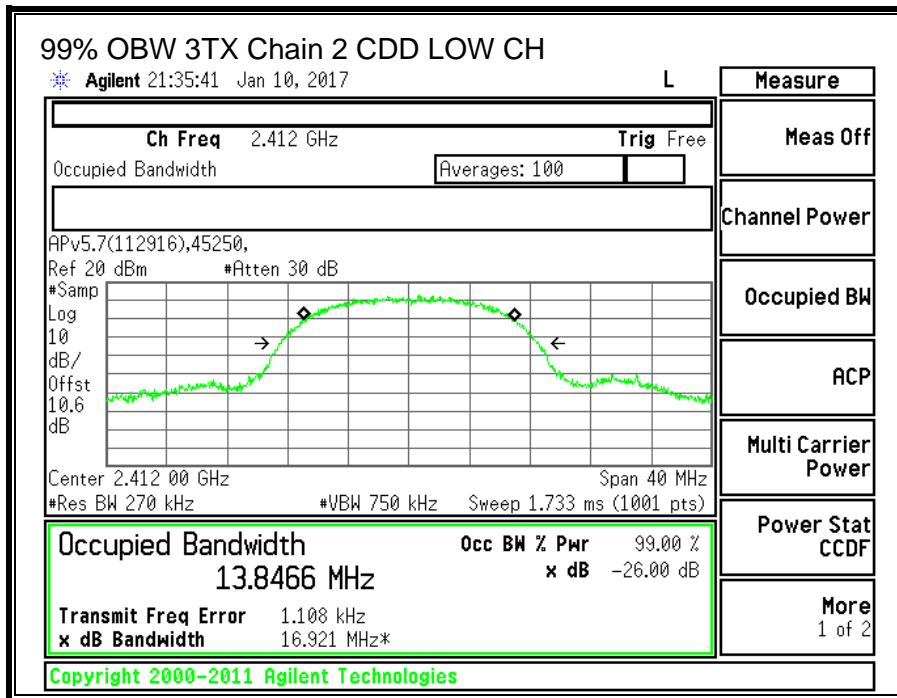 99% OBW 3TX Chain 2 CDD LOW CH
Agilent 21:35:41 Jan 10, 2017 L
Ch Freq 2.412 GHz Trig Free
Occupied Bandwidth Averages: 100
APv5.7(112916),45250,
Ref 20 dBm #Atten 30 dB
#Samp
Log
10
dB/
Offst
10.6
dB
Center 2.412 00 GHz Span 40 MHz
#Res BW 270 kHz #VBW 750 kHz Sweep 1.733 ms (1001 pts)
Occupied Bandwidth Occ BW % Pwr 99.00 %
13.8466 MHz x dB -26.00 dB
Transmit Freq Error 1.108 kHz
x dB Bandwidth 16.921 MHz*
Copyright 2000-2011 Agilent Technologies
Measure
Meas Off
Channel Power
Occupied BW
ACP
Multi Carrier
Power
Power Stat
CCDF
More
1 of 2